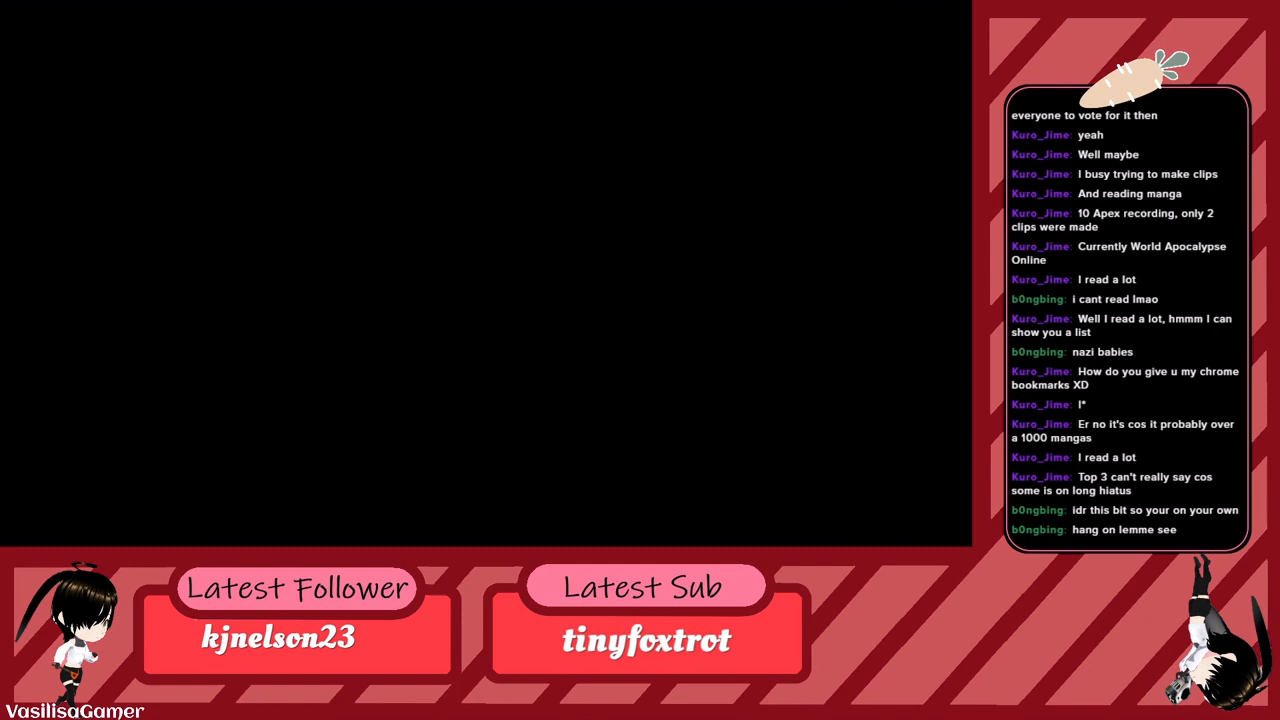 everyone to vote for it then
Kuro_Jime: yeah
Kuro_Jime: Well maybe
Kuro_Jime: I busy trying to make clips
Kuro_Jime: And reading manga
Kuro_Jime: 10 Apex recording, only 2
clips were made
Kuro_Jime: Currently World Apocalypse
Online
Kuro_Jime: I read a lot
b0ngbing: i cant read lmao
Kuro_Jime: Well I read a lot, hmmm I can
show you a list
b0ngbing: nazi babies
Kuro_Jime: How do you give u my chrome
bookmarks XD
Kuro_Jime: I*
Kuro_Jime: Er no it's cos it probably over
a 1000 mangas
Kuro_Jime: I read a lot
Kuro_Jime: Top 3 can't really say cos
some is on long hiatus
b0ngbing: idr this bit so your on your own
b0ngbing: hang on lemme see
Latest Follower
kjnelson23
Latest Sub
tinyfoxtrot
VasilisaGamer